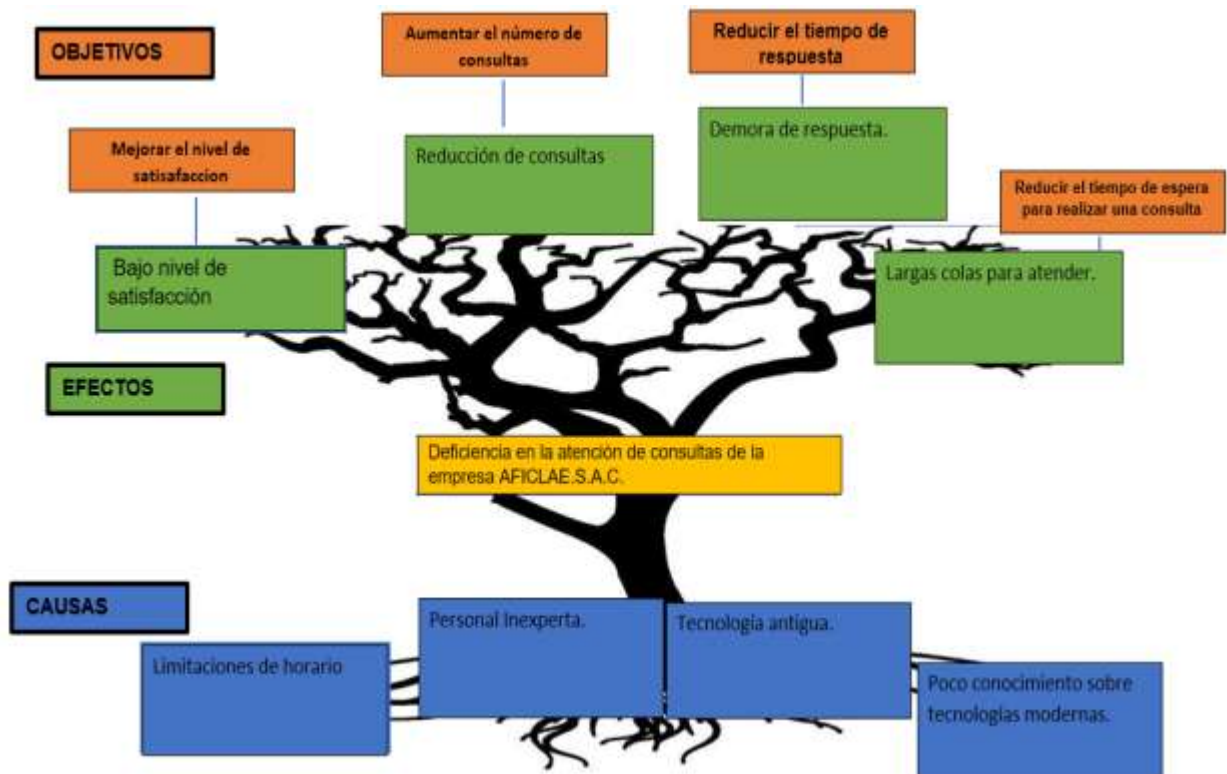 OBJETIVOS
Aumentar el número de
consultas
Reducir el tiempo de
respuesta
Mejorar el nivel de
satisafaccion
Reducción de consultas
Demora de respuesta.
Reducir el tiempo de espera
para realizar una consulta
Bajo nivel de
satisfacción
Largas colas para atender.
EFECTOS
Deficiencia en la atención de consultas de la
empresa AFICLAE.S.A.C.
CAUSAS
Personal Inexperta.
Tecnología antigua.
Limitaciones de horario
Poco conocimiento sobre
tecnologías modernas.